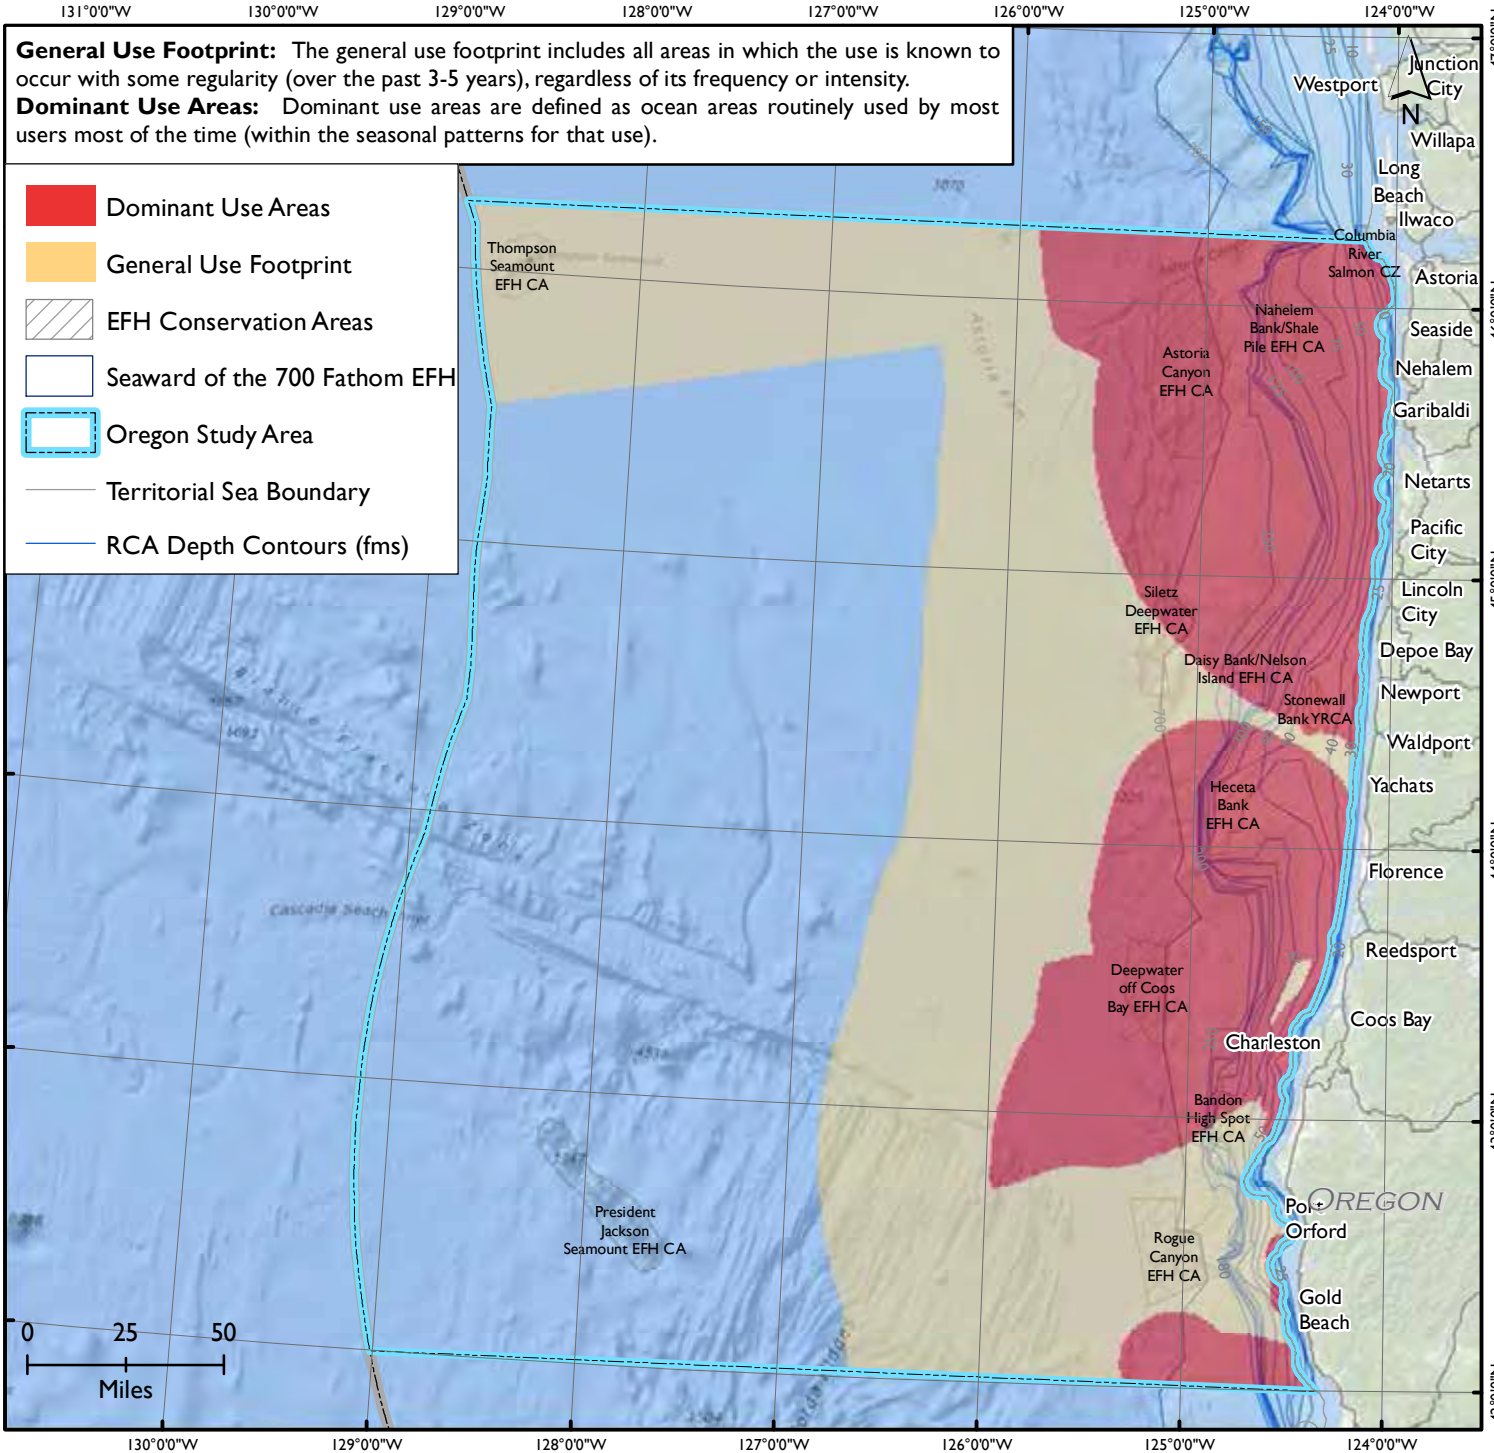 131°0'0"W 130°0'0"W 129°0'0"W 128°0'0"W 127°0'0"W 126°0'0"W 125°0'0"W 124°0'0"W
General Use Footprint: The general use footprint includes all areas in which the use is known to
occur with some regularity (over the past 3-5 years), regardless of its frequency or intensity.
Dominant Use Areas: Dominant use areas are defined as ocean areas routinely used by most
users most of the time (within the seasonal patterns for that use).
Dominant Use Areas
General Use Footprint
EFH Conservation Areas
Seaward of the 700 Fathom EFH
Oregon Study Area
Territorial Sea Boundary
RCA Depth Contours (fms)
Junction
City
Westport
N
Willapa
Long
Beach
Ilwaco
Columbia
River
Salmon CZ
Astoria
Thompson
Seamount
EFH CA
Nahelem
Bank/Shale
Pile EFH CA
Seaside
Astoria
Canyon
EFH CA
Nehalem
Garibaldi
Netarts
Pacific
City
Siletz
Deepwater
EFH CA
Lincoln
City
Depoe Bay
Daisy Bank/Nelson
Island EFH CA
Newport
Stonewall
Bank YRCA
Waldport
Heceta
Bank
EFH CA
Yachats
Florence
Cascadia Beach
Reedsport
Deepwater
off Coos
Bay EFH CA
Coos Bay
Charleston
Bandon
High Spot
EFH CA
OREGON
Port
Orford
President
Jackson
Seamount EFH CA
Rogue
Canyon
EFH CA
Gold
Beach
0 25 50
Miles
130°0'0"W 129°0'0"W 128°0'0"W 127°0'0"W 126°0'0"W 125°0'0"W 124°0'0"W